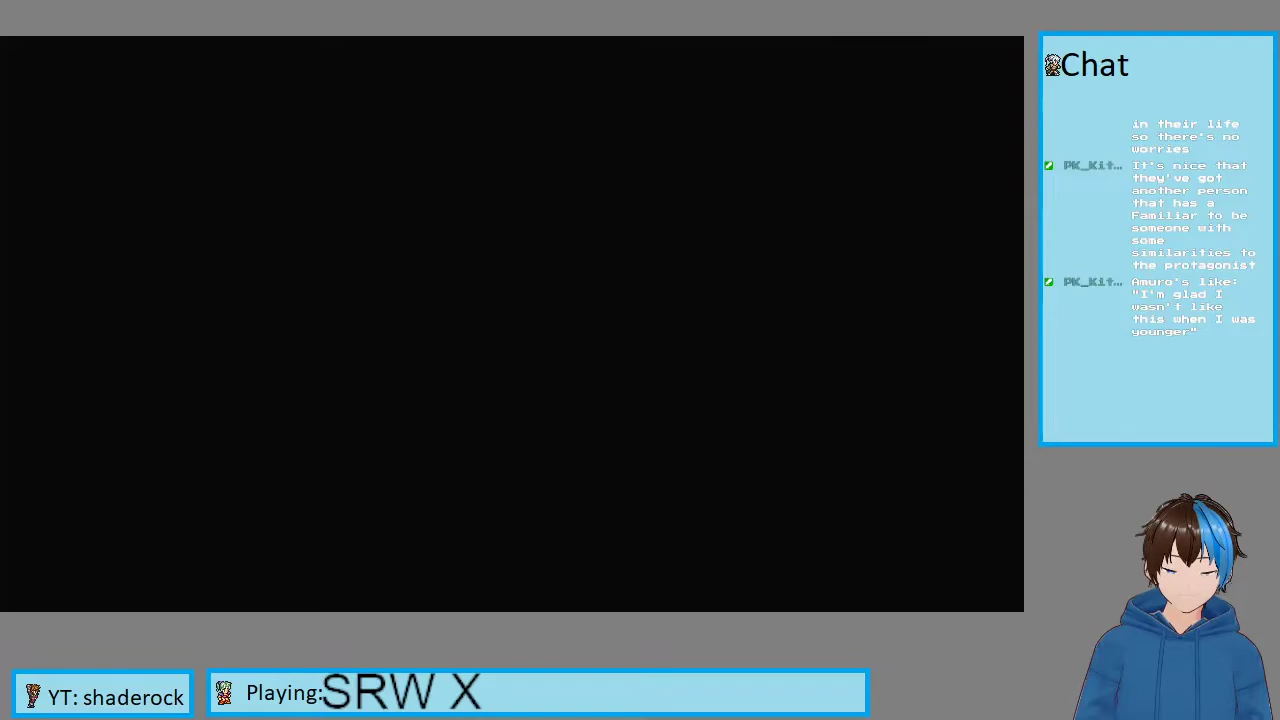 Chat
in their life
so there's no
worries
PK_Kit… It's nice that
they've got
another person
that has a
Familiar to be
someone with
some
similarities to
the protagonist
PK_Kit… Amuro's like:
"I'm glad I
wasn't like
this when I was
younger"
YT: shaderock
Playing:SRW X